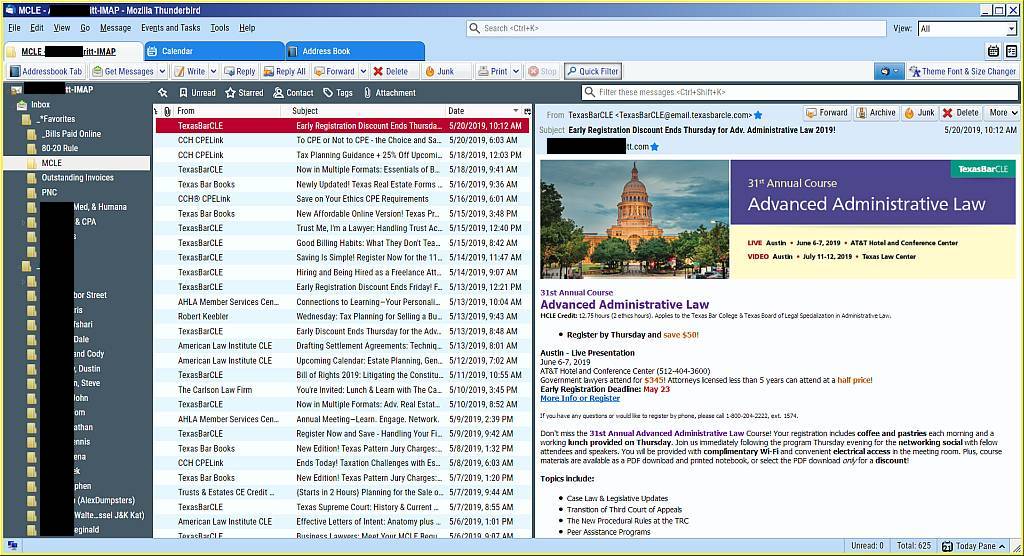 MCLE - A itt-IMAP - Mozilla Thunderbird
File Edit View Go Message Events and Tasks Tools Help
Search <Ctrl+K>
View: All
MCLE - ritt-IMAP
Calendar
Address Book
Addressbook Tab Get Messages Write Reply Reply All Forward Delete Junk Print Stop Quick Filter
Theme Font & Size Changer
tt-IMAP
Inbox
_*Favorites
_Bills Paid Online
80-20 Rule
MCLE
Outstanding Invoices
PNC
Med, & Humana
& CPA
s
_
bor Street
ris
fshari
Dale
and Cody
, Dustin
n, Steve
John
om
athan
ennis
ena
e
phen
(AlexDumpsters)
Walte...ssel J&K Kat)
eginald
Unread Starred Contact Tags Attachment
Filter these messages <Ctrl+Shift+K>
From Subject Date
TexasBarCLE Early Registration Discount Ends Thursda... 5/20/2019, 10:12 AM
CCH CPELink To CPE or Not to CPE - the Choice and Sa... 5/20/2019, 6:03 AM
CCH CPELink Tax Planning Guidance + 25% Off Upcomi... 5/18/2019, 12:03 PM
TexasBarCLE Now in Multiple Formats: Essentials of B... 5/18/2019, 9:41 AM
Texas Bar Books Newly Updated! Texas Real Estate Forms ... 5/16/2019, 9:36 AM
CCH® CPELink Save on Your Ethics CPE Requirements 5/16/2019, 6:01 AM
Texas Bar Books New Affordable Online Version! Texas Pr... 5/15/2019, 3:48 PM
TexasBarCLE Trust Me, I'm a Lawyer: Handling Trust Ac... 5/15/2019, 12:40 PM
TexasBarCLE Good Billing Habits: What They Don't Tea... 5/15/2019, 8:42 AM
TexasBarCLE Saving Is Simple! Register Now for the 11... 5/14/2019, 11:47 AM
TexasBarCLE Hiring and Being Hired as a Freelance Att... 5/14/2019, 9:07 AM
TexasBarCLE Early Registration Discount Ends Friday! F... 5/13/2019, 12:21 PM
AHLA Member Services Cen... Connections to Learning—Your Personali... 5/13/2019, 10:04 AM
Robert Keebler Wednesday: Tax Planning for Selling a Bu... 5/13/2019, 9:43 AM
TexasBarCLE Early Discount Ends Thursday for the Adv... 5/13/2019, 8:48 AM
American Law Institute CLE Drafting Settlement Agreements: Techniq... 5/13/2019, 8:01 AM
American Law Institute CLE Upcoming Calendar: Estate Planning, Gen... 5/12/2019, 7:02 AM
TexasBarCLE Bill of Rights 2019: Litigating the Constitu... 5/11/2019, 10:55 AM
The Carlson Law Firm You're Invited: Lunch & Learn with The Ca... 5/10/2019, 3:45 PM
TexasBarCLE Now in Multiple Formats: Adv. Real Estat... 5/10/2019, 8:52 AM
AHLA Member Services Cen... Annual Meeting—Learn. Engage. Network. 5/9/2019, 2:39 PM
TexasBarCLE Register Now and Save - Handling Your Fi... 5/9/2019, 9:42 AM
Texas Bar Books New Edition! Texas Pattern Jury Charges:... 5/8/2019, 1:32 PM
CCH CPELink Ends Today! Taxation Challenges with Es... 5/8/2019, 6:03 AM
Texas Bar Books New Edition! Texas Pattern Jury Charges:... 5/7/2019, 1:20 PM
Trusts & Estates CE Credit ... (Starts in 2 Hours) Planning for the Sale o... 5/7/2019, 9:44 AM
TexasBarCLE Texas Supreme Court: History & Current ... 5/7/2019, 8:55 AM
American Law Institute CLE Effective Letters of Intent: Anatomy plus ... 5/6/2019, 1:01 PM
TexasBarCLE Business Lawyers: Meet Your MCLE Requ... 5/6/2019, 9:07 AM
From TexasBarCLE <TexasBarCLE@email.texasbarcle.com>
Forward Archive Junk Delete More
Subject Early Registration Discount Ends Thursday for Adv. Administrative Law 2019! 5/20/2019, 10:12 AM
tt.com
TexasBarCLE
31st Annual Course
Advanced Administrative Law
LIVE Austin • June 6-7, 2019 • AT&T Hotel and Conference Center
VIDEO Austin • July 11-12, 2019 • Texas Law Center
31st Annual Course
Advanced Administrative Law
MCLE Credit: 12.75 hours (2 ethics hours). Applies to the Texas Bar College & Texas Board of Legal Specialization in Administrative Law.
• Register by Thursday and save $50!
Austin - Live Presentation
June 6-7, 2019
AT&T Hotel and Conference Center (512-404-3600)
Government lawyers attend for $345! Attorneys licensed less than 5 years can attend at a half price!
Early Registration Deadline: May 23
More Info or Register
If you have any questions or would like to register by phone, please call 1-800-204-2222, ext. 1574.
Don't miss the 31st Annual Advanced Administrative Law Course! Your registration includes coffee and pastries each morning and a
working lunch provided on Thursday. Join us immediately following the program Thursday evening for the networking social with fellow
attendees and speakers. You will be provided with complimentary Wi-Fi and convenient electrical access in the meeting room. Plus, course
materials are available as a PDF download and printed notebook, or select the PDF download only for a discount!
Topics include:
• Case Law & Legislative Updates
• Transition of Third Court of Appeals
• The New Procedural Rules at the TRC
• Peer Assistance Programs
Unread: 0 Total: 625 Today Pane